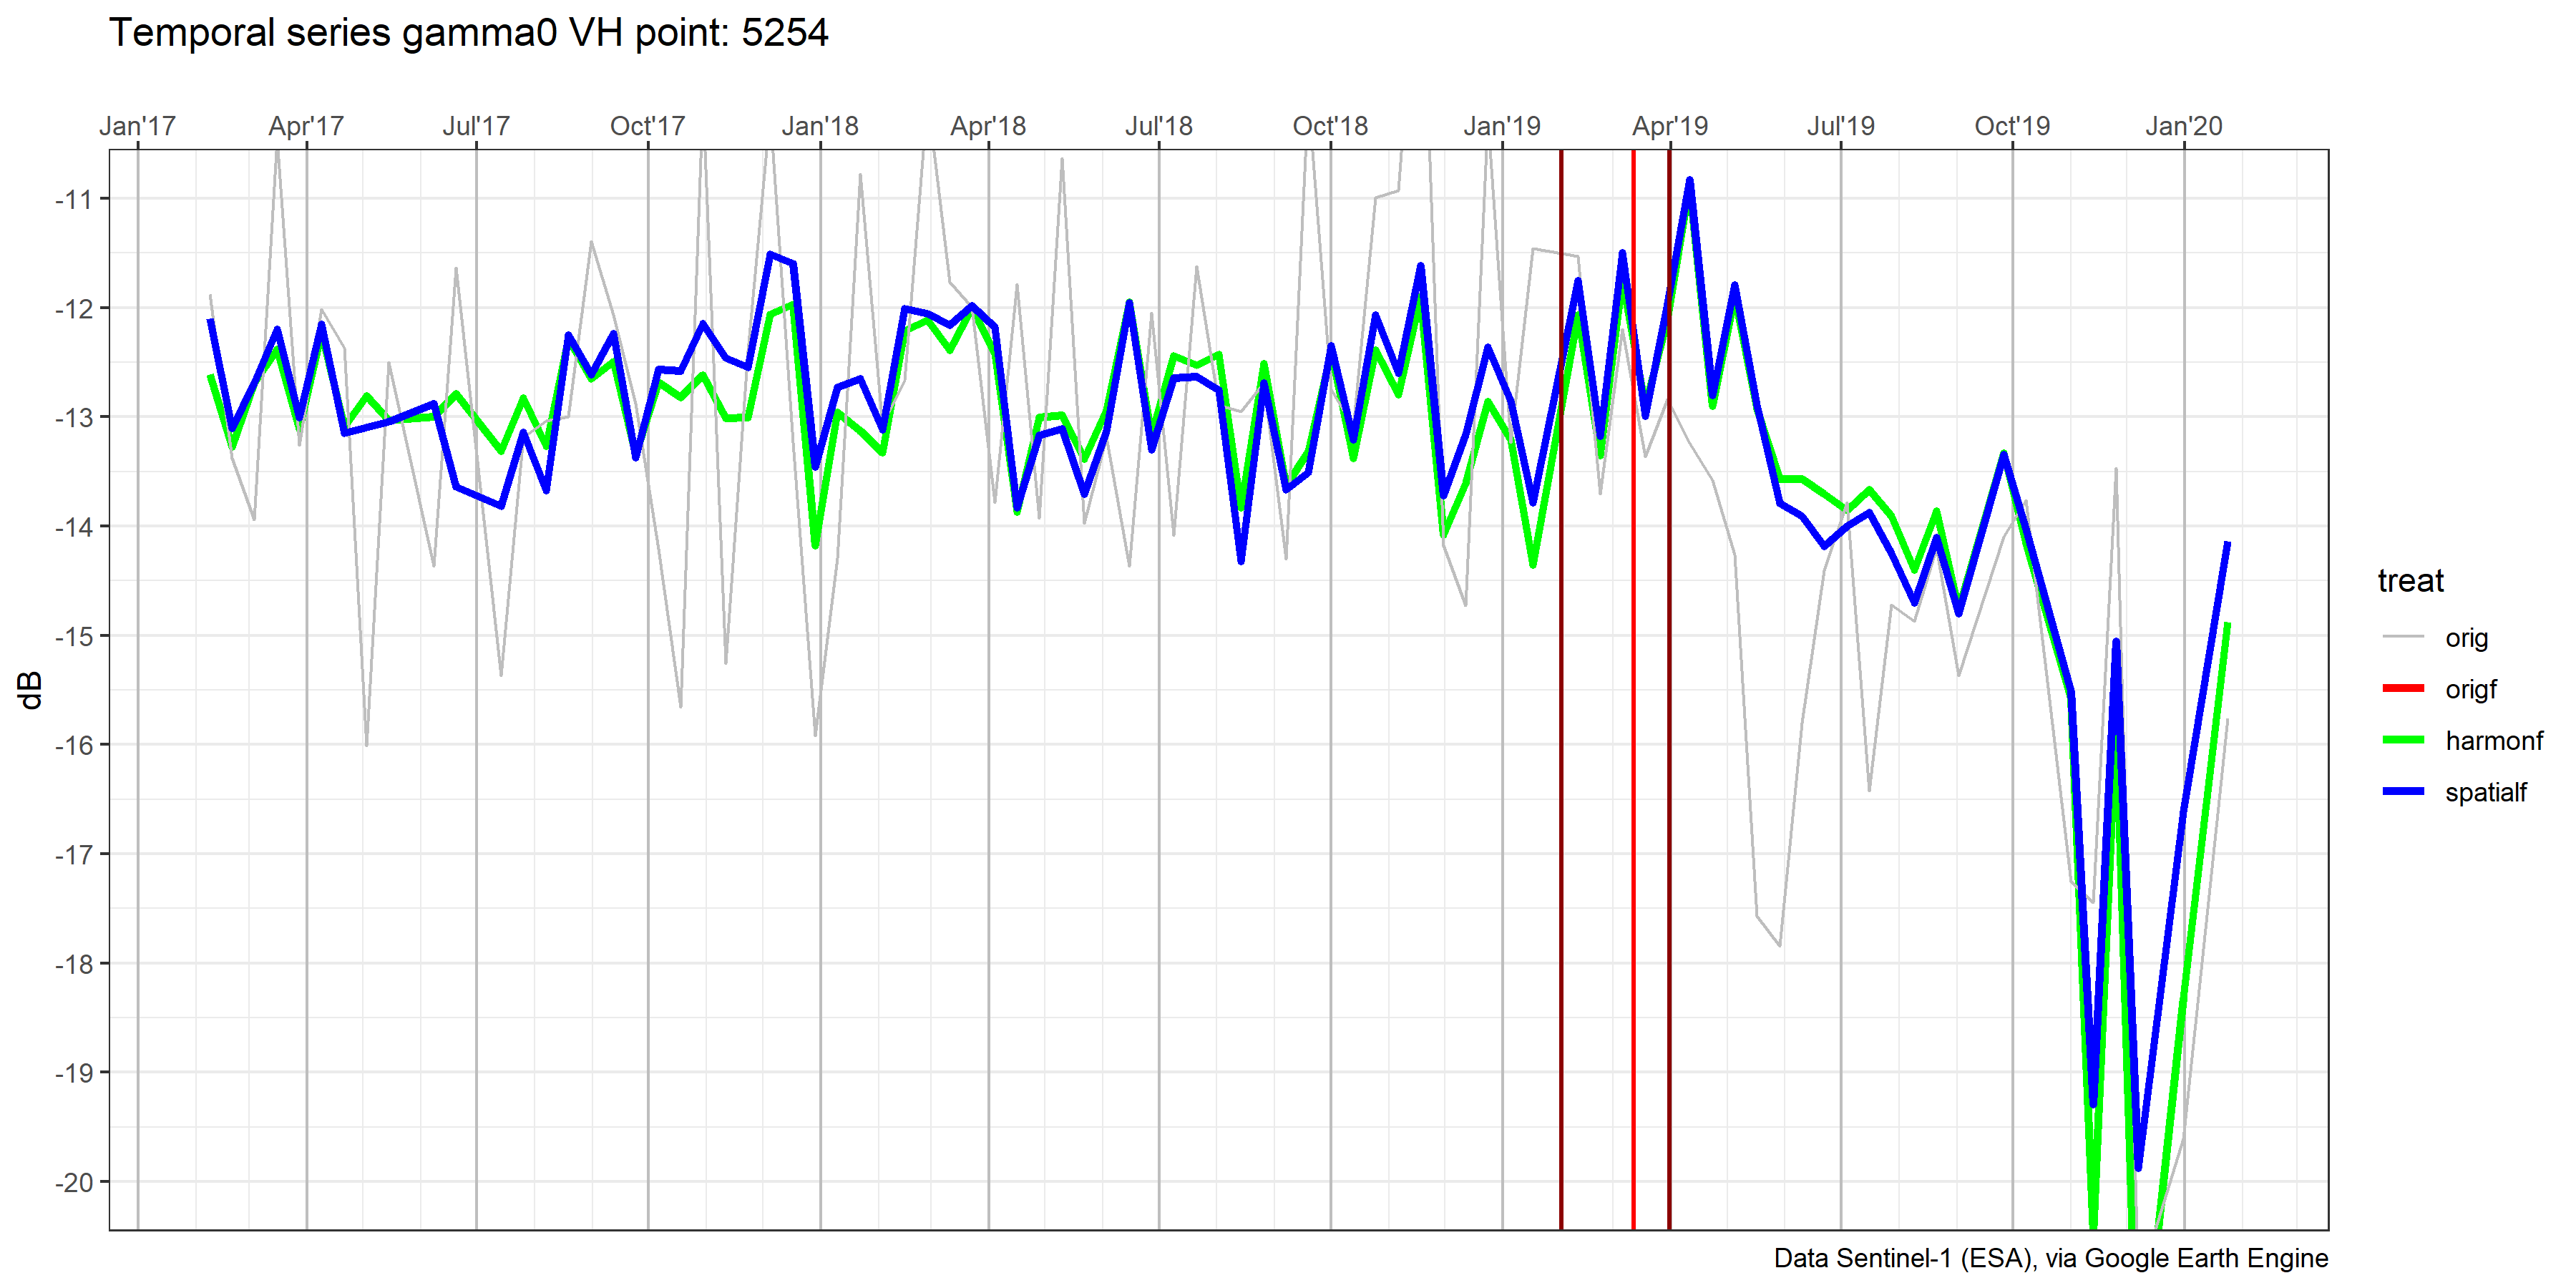 Temporal series gamma0 VH point: 5254
Jan'17 Apr'17 Jul'17 Oct'17 Jan'18 Apr'18 Jul'18 Oct'18 Jan'19 Apr'19 Jul'19 Oct'19 Jan'20
-11
-12
-13
-14
-15
-16
-17
-18
-19
-20
dB
treat
orig
origf
harmonf
spatialf
Data Sentinel-1 (ESA), via Google Earth Engine